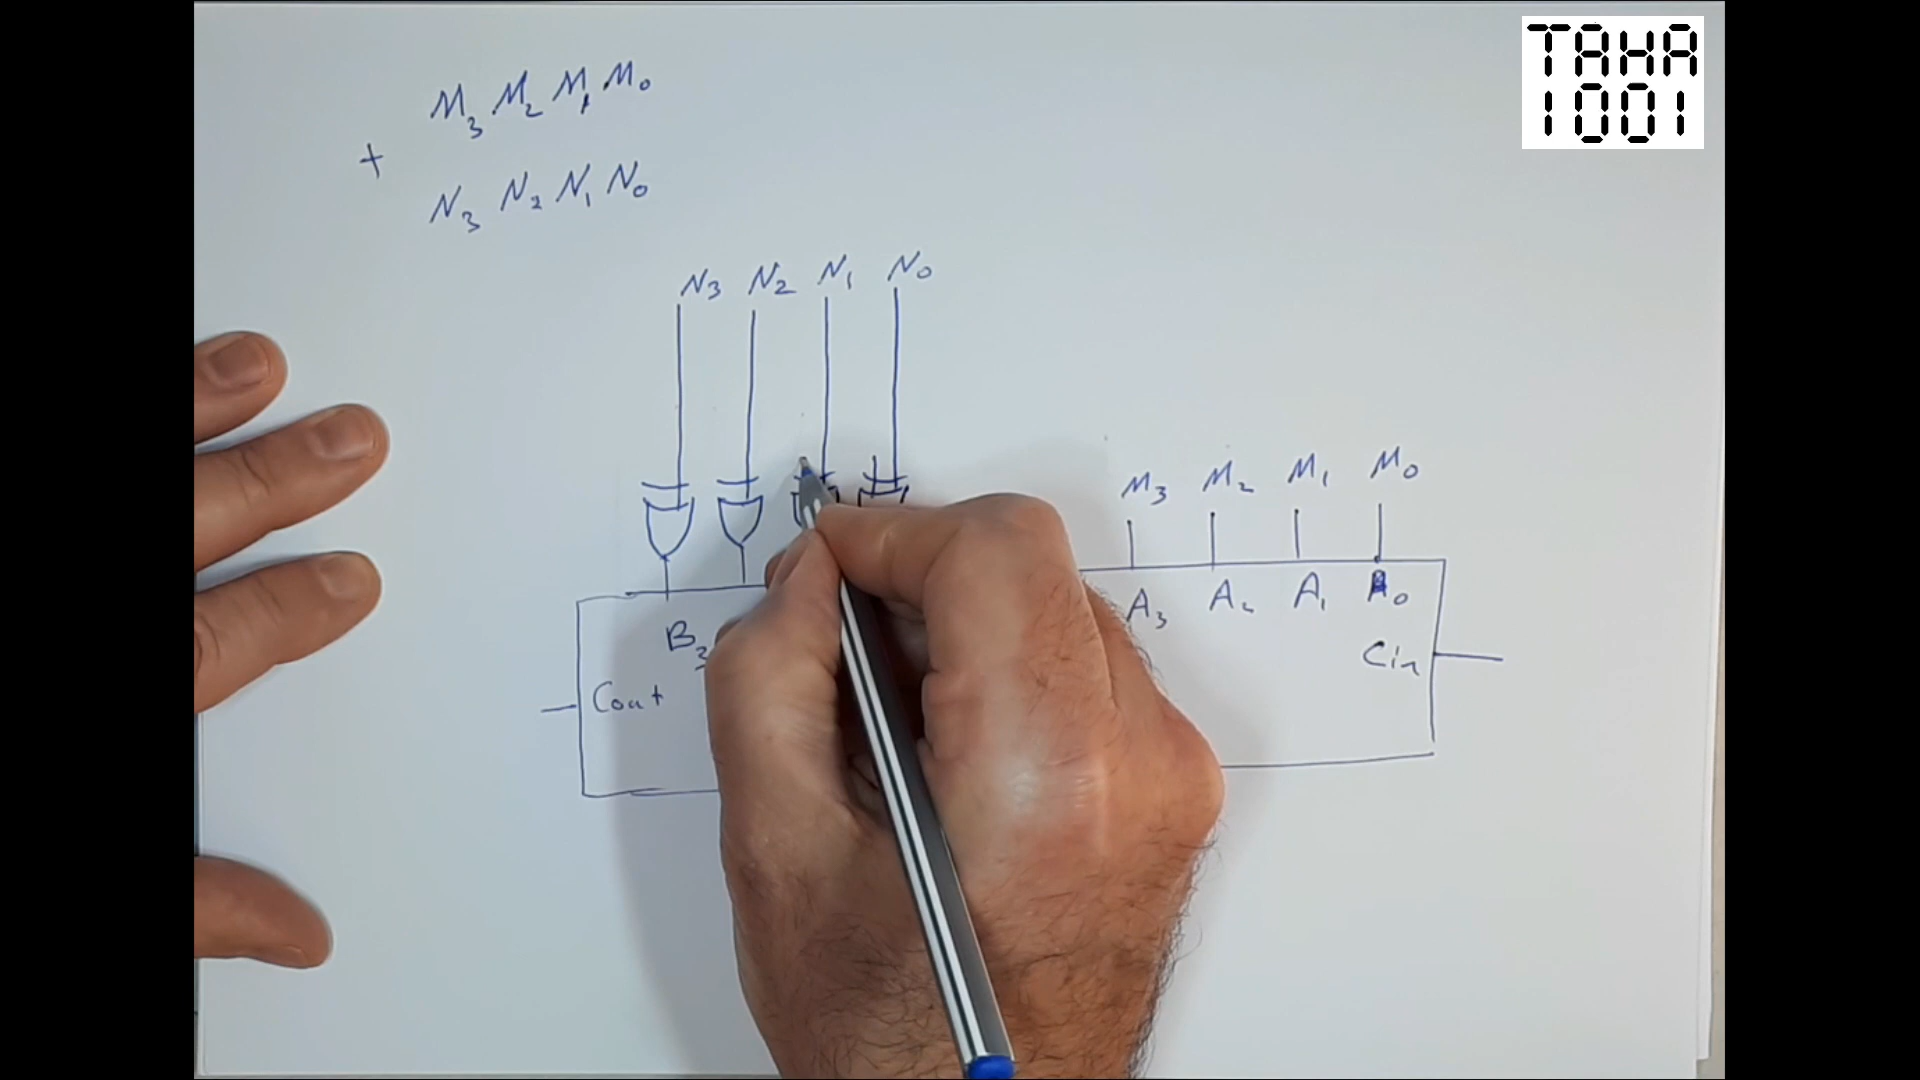 TAHA
1001
M3 M2 M1 M0
+
N3 N2 N1 N0
N3 N2 N1 N0
M3 M2 M1 M0
A3 A2 A1 A0
B3
Cin
Cout